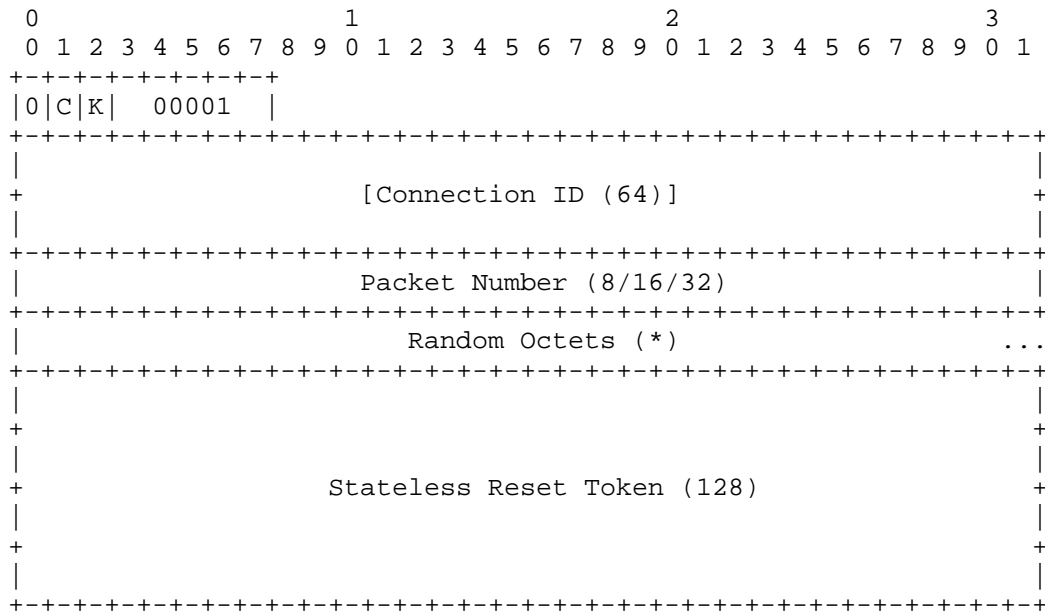 0                   1                   2                   3
 0 1 2 3 4 5 6 7 8 9 0 1 2 3 4 5 6 7 8 9 0 1 2 3 4 5 6 7 8 9 0 1
+-+-+-+-+-+-+-+-+
|0|C|K|  00001  |
+-+-+-+-+-+-+-+-+-+-+-+-+-+-+-+-+-+-+-+-+-+-+-+-+-+-+-+-+-+-+-+-+
|                                                               |
+                     [Connection ID (64)]                      +
|                                                               |
+-+-+-+-+-+-+-+-+-+-+-+-+-+-+-+-+-+-+-+-+-+-+-+-+-+-+-+-+-+-+-+-+
|                     Packet Number (8/16/32)                   |
+-+-+-+-+-+-+-+-+-+-+-+-+-+-+-+-+-+-+-+-+-+-+-+-+-+-+-+-+-+-+-+-+
|                        Random Octets (*)                    ...
+-+-+-+-+-+-+-+-+-+-+-+-+-+-+-+-+-+-+-+-+-+-+-+-+-+-+-+-+-+-+-+-+
|                                                               |
+                                                               +
|                                                               |
+                   Stateless Reset Token (128)                 +
|                                                               |
+                                                               +
|                                                               |
+-+-+-+-+-+-+-+-+-+-+-+-+-+-+-+-+-+-+-+-+-+-+-+-+-+-+-+-+-+-+-+-+